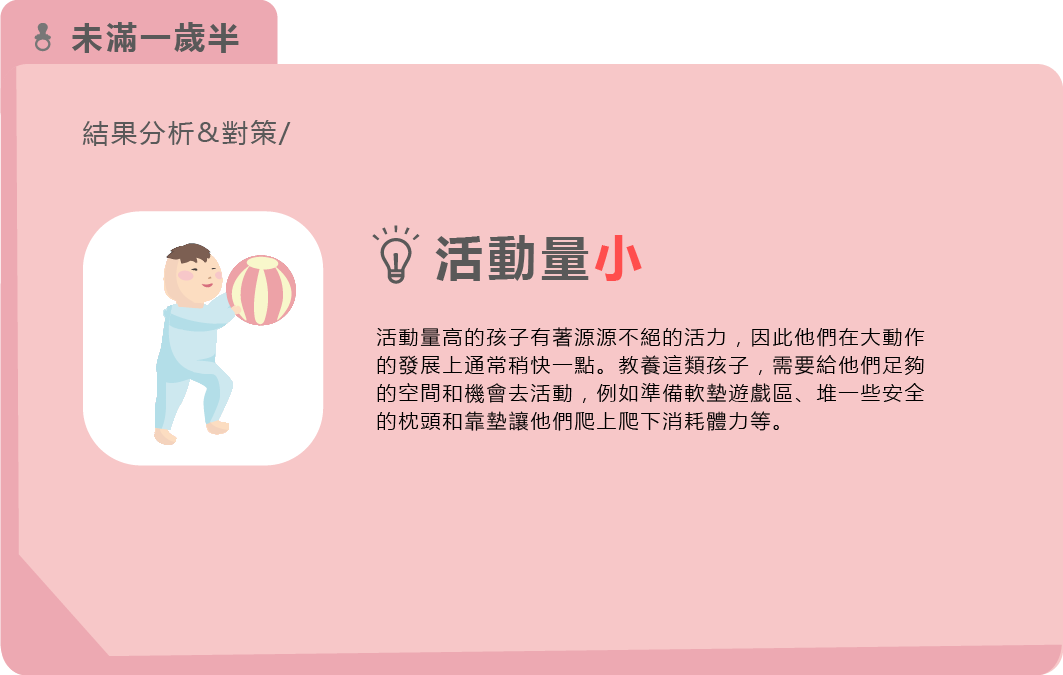 未滿一歲半
結果分析&對策/
活動量小
活動量高的孩子有著源源不絕的活力，因此他們在大動作
的發展上通常稍快一點。教養這類孩子，需要給他們足夠
的空間和機會去活動，例如準備軟墊遊戲區、堆一些安全
的枕頭和靠墊讓他們爬上爬下消耗體力等。